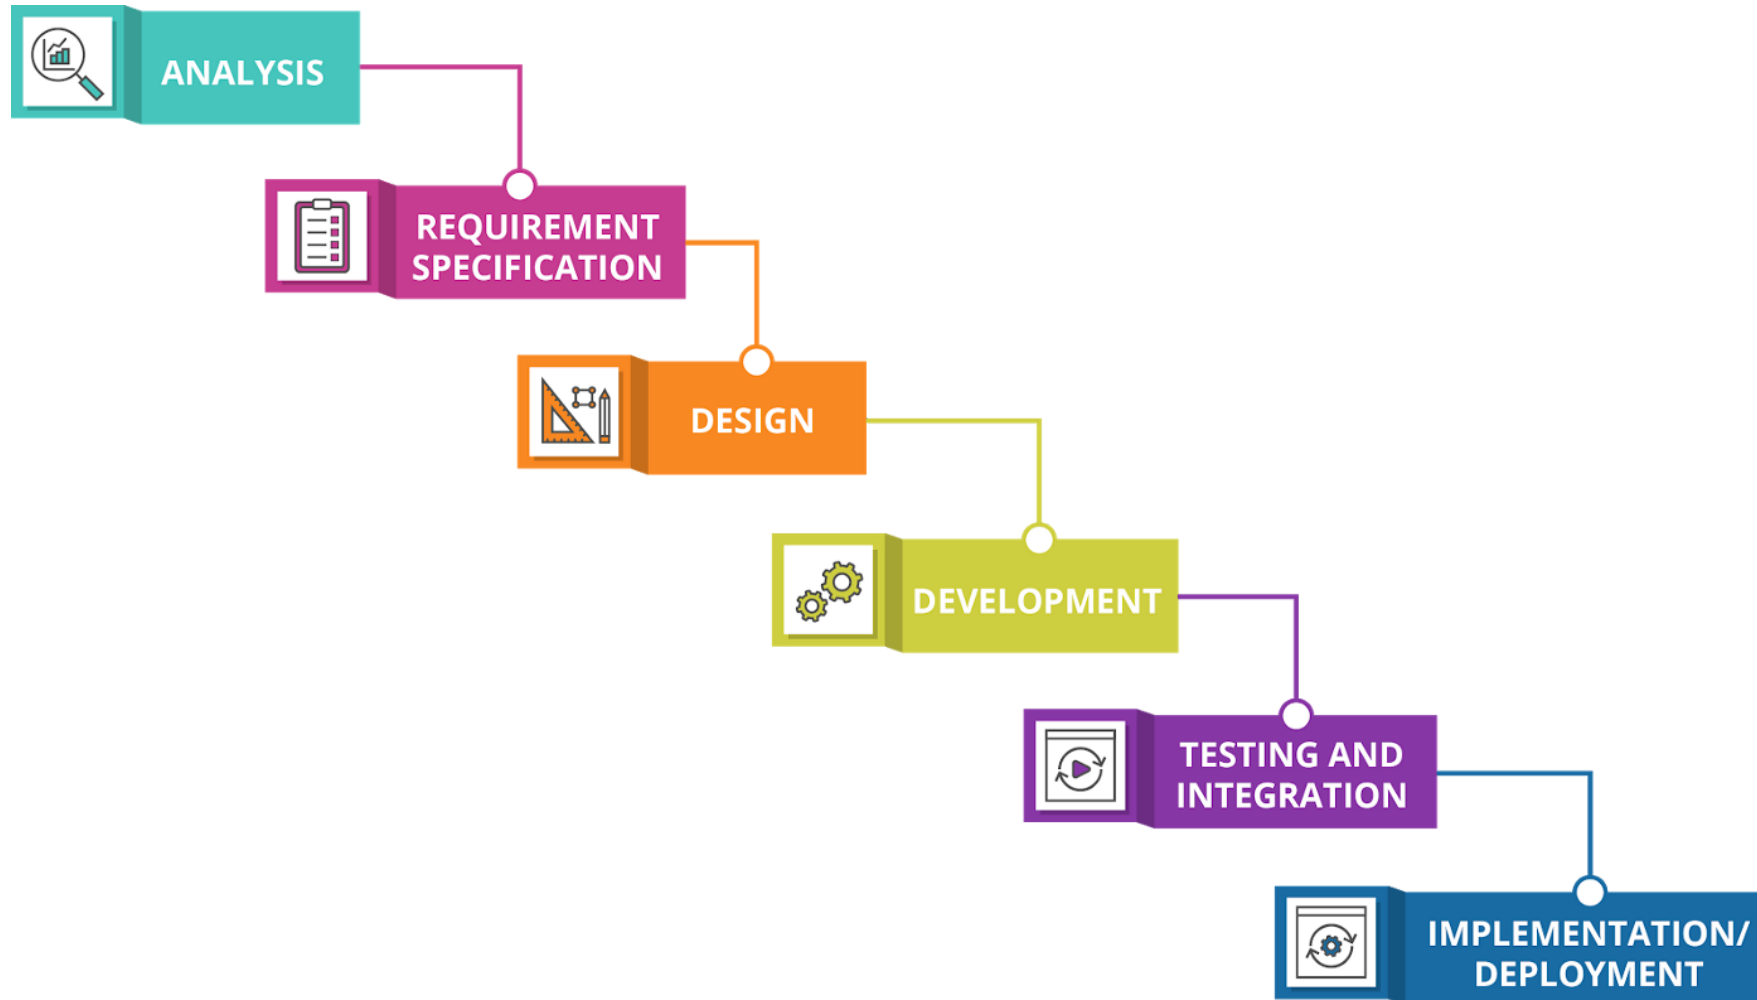 ANALYSIS
REQUIREMENT
SPECIFICATION
DESIGN
DEVELOPMENT
TESTING AND
INTEGRATION
IMPLEMENTATION/
DEPLOYMENT